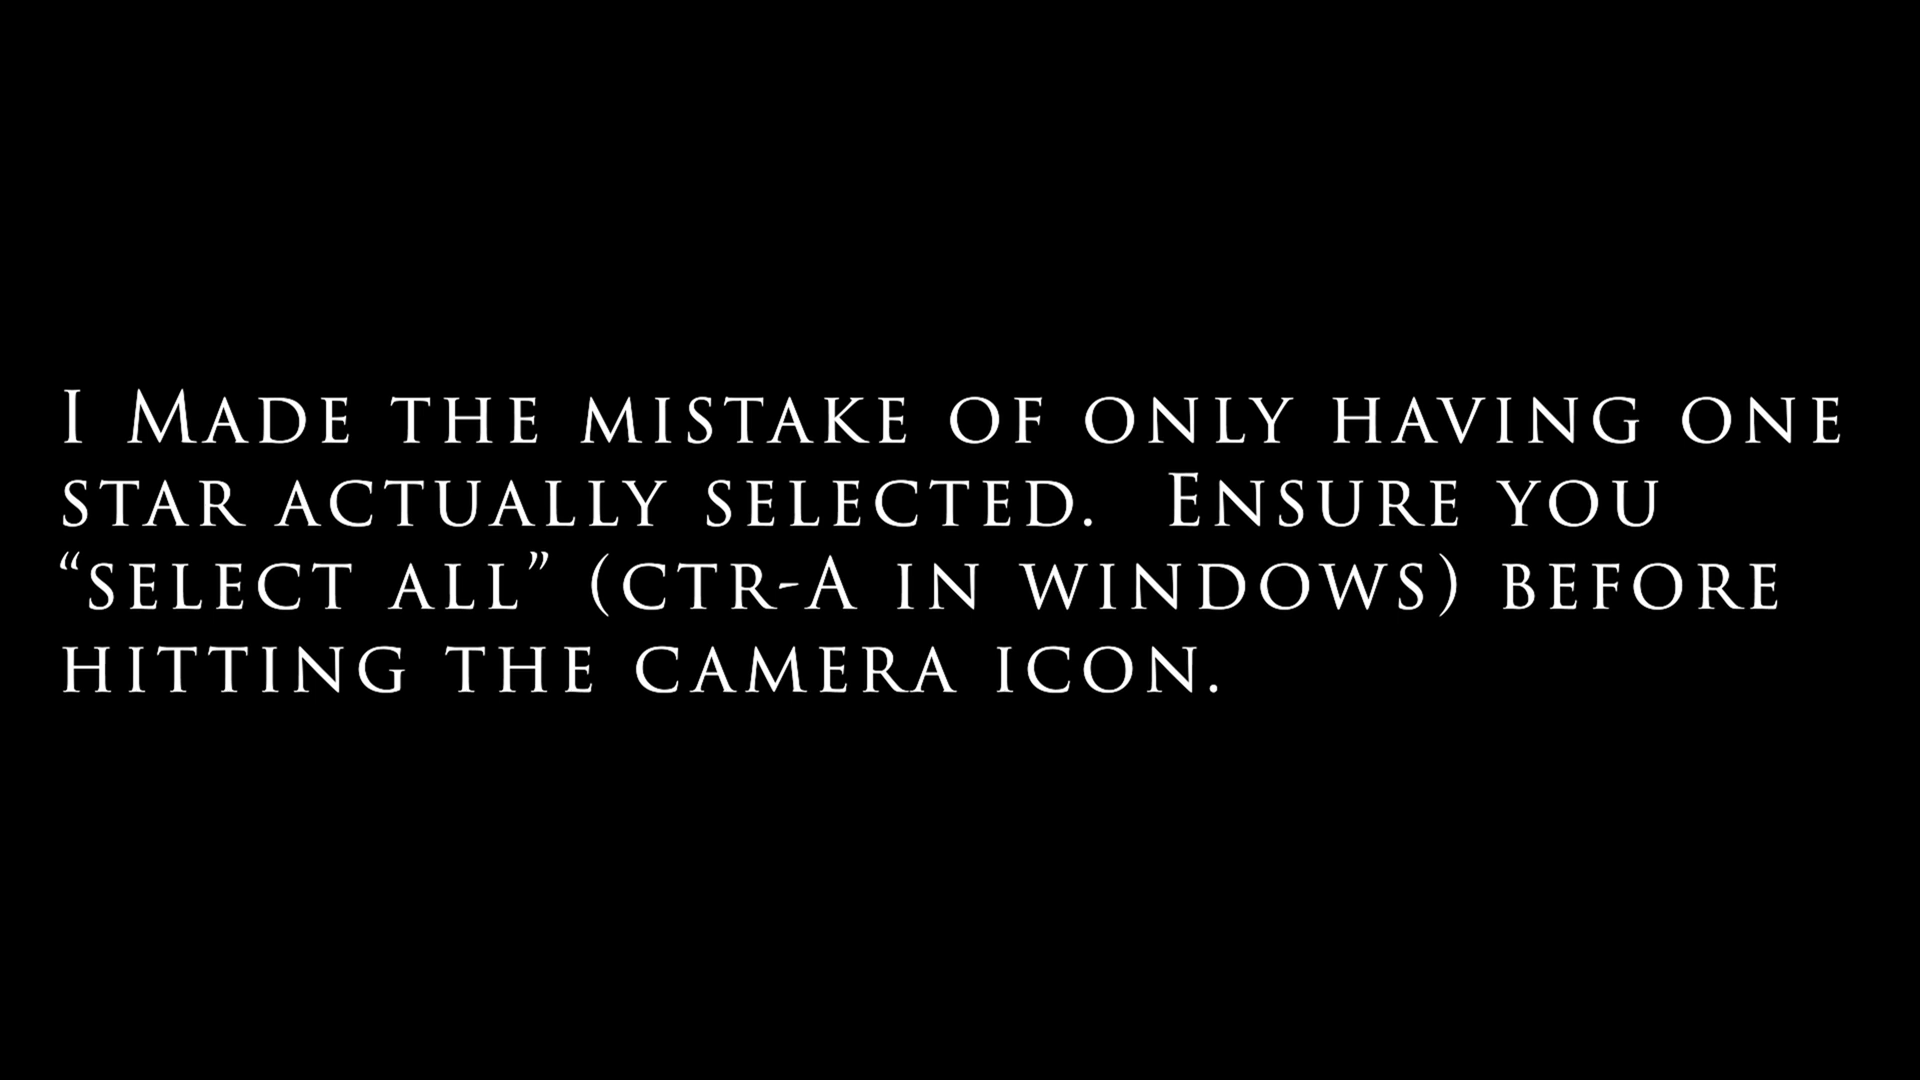 I Made the mistake of only having one
star actually selected. Ensure you
“select all” (ctr-A in windows) before
hitting the camera icon.